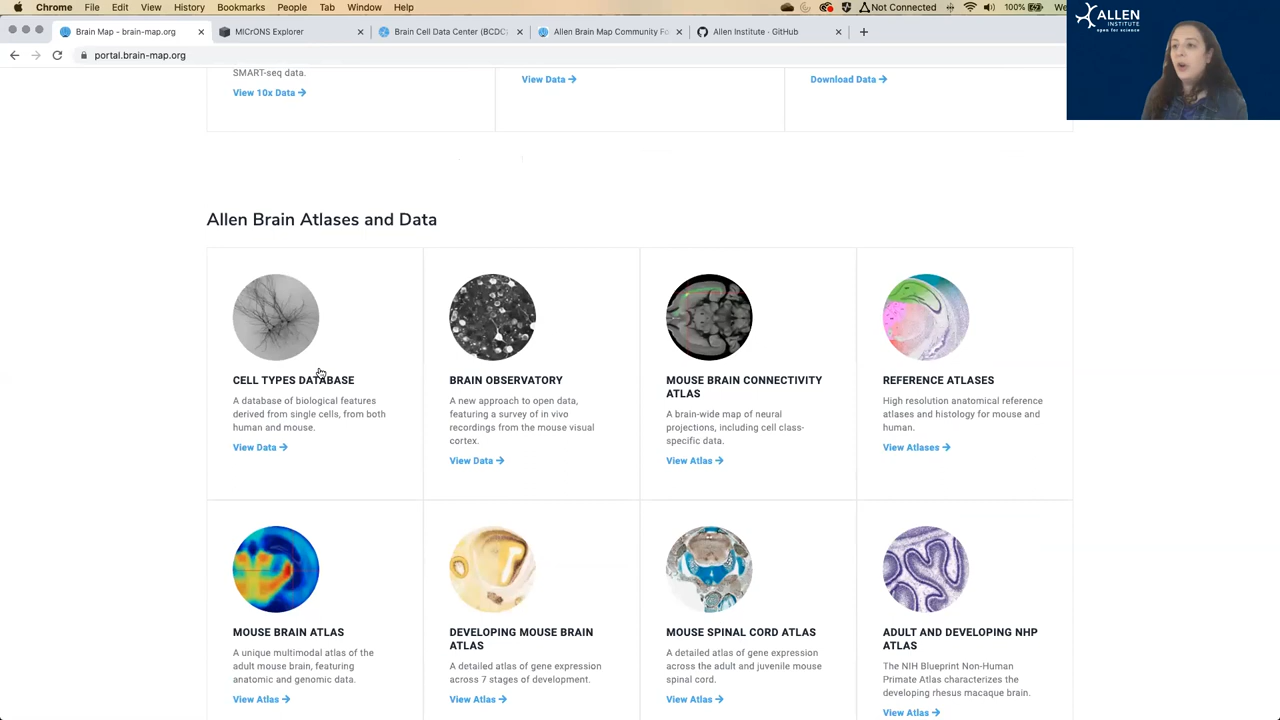 Chrome File Edit View History Bookmarks People Tab Window Help Not Connected 100% We
Brain Map - brain-map.org MICrONS Explorer Brain Cell Data Center (BCDC Allen Brain Map Community Fo Allen Institute · GitHub
portal.brain-map.org
ALLEN
INSTITUTE
open for science
SMART-seq data.
View 10x Data → View Data → Download Data →
Allen Brain Atlases and Data
CELL TYPES DATABASE
A database of biological features
derived from single cells, from both
human and mouse.
View Data →
BRAIN OBSERVATORY
A new approach to open data,
featuring a survey of in vivo
recordings from the mouse visual
cortex.
View Data →
MOUSE BRAIN CONNECTIVITY
ATLAS
A brain-wide map of neural
projections, including cell class-
specific data.
View Atlas →
REFERENCE ATLASES
High resolution anatomical reference
atlases and histology for mouse and
human.
View Atlases →
MOUSE BRAIN ATLAS
A unique multimodal atlas of the
adult mouse brain, featuring
anatomic and genomic data.
View Atlas →
DEVELOPING MOUSE BRAIN
ATLAS
A detailed atlas of gene expression
across 7 stages of development.
View Atlas →
MOUSE SPINAL CORD ATLAS
A detailed atlas of gene expression
across the adult and juvenile mouse
spinal cord.
View Atlas →
ADULT AND DEVELOPING NHP
ATLAS
The NIH Blueprint Non-Human
Primate Atlas characterizes the
developing rhesus macaque brain.
View Atlas →